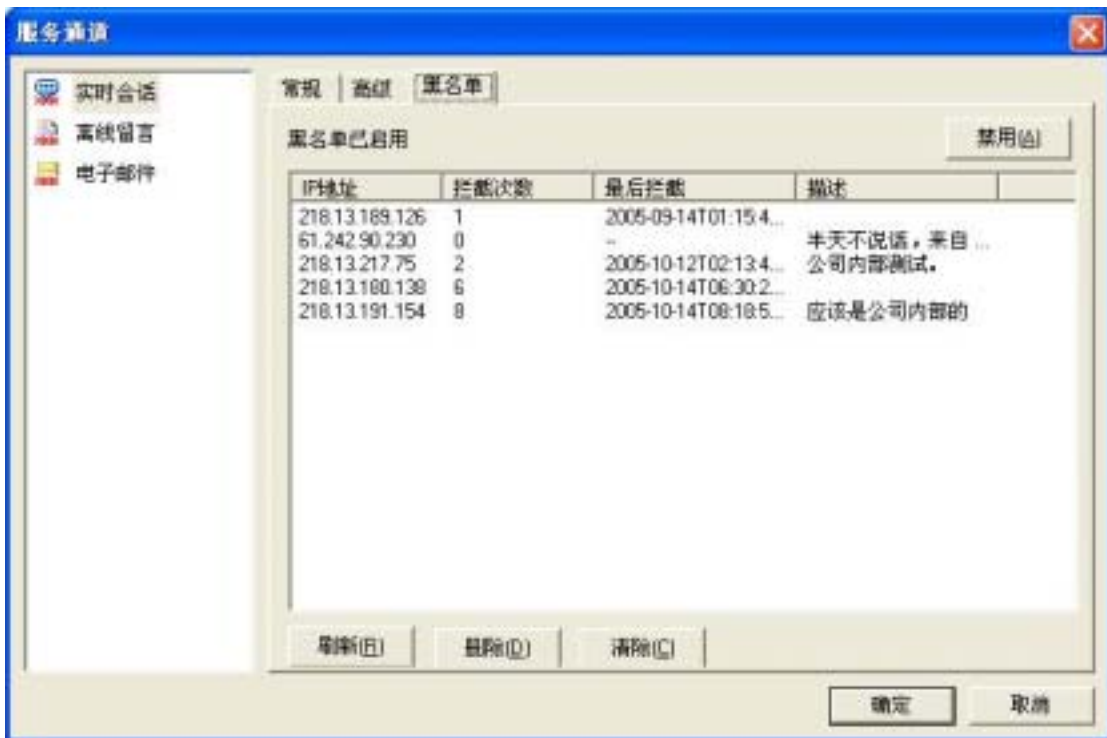 服务通道
实时会话
离线留言
电子邮件
常规 高级 黑名单
黑名单已启用 禁用(A)
IP地址 拦截次数 最后拦截 描述
218.13.189.126 1 2005-09-14T01:15:4...
61.242.90.230 0 -- 半天不说话，来自 ...
218.13.217.75 2 2005-10-12T02:13:4... 公司内部测试。
218.13.180.138 6 2005-10-14T06:30:2...
218.13.191.154 8 2005-10-14T08:18:5... 应该是公司内部的
刷新(R) 删除(D) 清除(C)
确定 取消